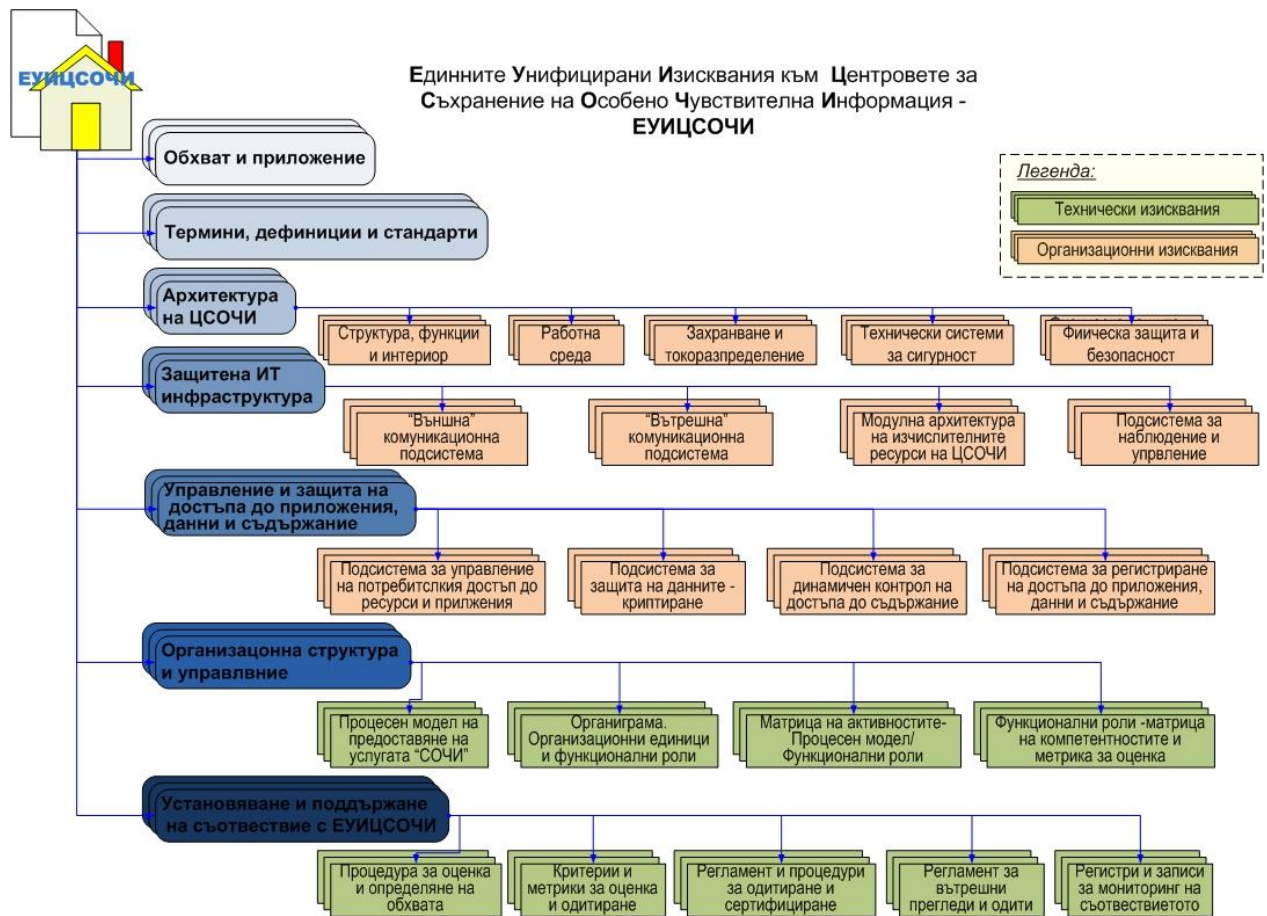 ЕУИЦСОЧИ
Единните Унифицирани Изисквания към Центровете за
Съхранение на Особено Чувствителна Информация -
ЕУИЦСОЧИ
Обхват и приложение
Легенда:
Технически изисквания
Организационни изисквания
Термини, дефиниции и стандарти
Архитектура
на ЦСОЧИ
Структура, функции
и интериор
Работна
среда
Захранване и
токоразпределение
Технически системи
за сигурност
Фиическа защита и
безопасност
Защитена ИТ
инфраструктура
“Външна”
комуникационна
подсистема
“Вътрешна”
комуникационна
подсистема
Модулна архитектура
на изчислителните
ресурси на ЦСОЧИ
Подсистема за
наблюдение и
упрвление
Управление и защита на
достъпа до приложения,
данни и съдържание
Подсистема за управление
на потребитслкия достъп до
ресурси и прилжения
Подсистема за
защита на данните -
криптиране
Подсистема за
динамичен контрол на
достъпа до съдържание
Подсистема за регистриране
на достъпа до приложения,
данни и съдържание
Организацонна структура
и управлвние
Процесен модел на
предоставяне на
услугата “СОЧИ”
Органиграма.
Организационни единици
и функционални роли
Матрица на активностите-
Процесен модел/
Функционални роли
Функционални роли -матрица
на компетентностите и
метрика за оценка
Установяване и поддържане
на съотвествие с ЕУИЦСОЧИ
Процедура за оценка
и определяне на
обхвата
Критерии и
метрики за оценка
и одитиране
Регламент и процедури
за одитиране и
сертифициране
Регламент за
вътрешни
прегледи и одити
Регистри и записи
за мониторинг на
съотвествието